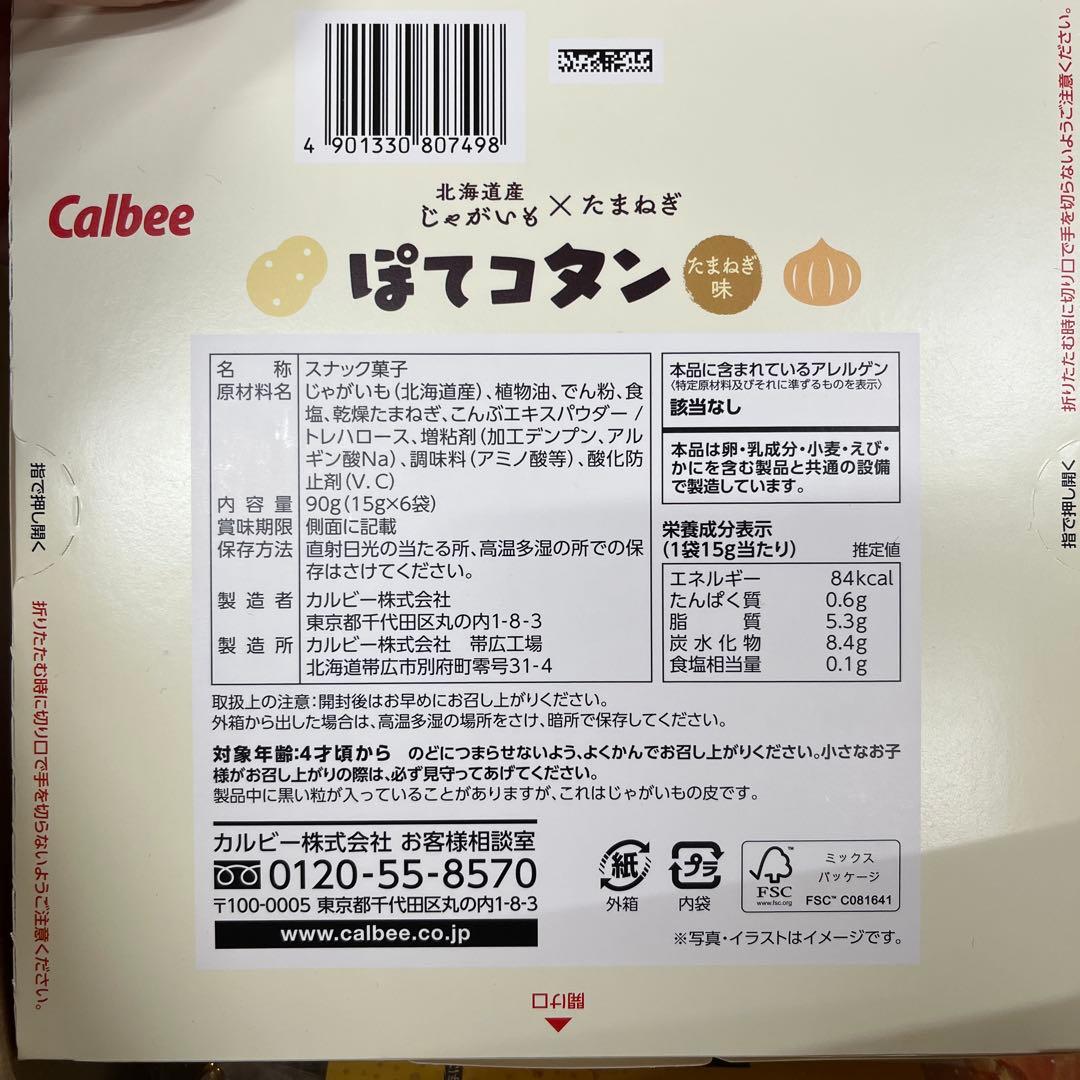 4 901330 807498
Calbee
北海道産
じゃがいも×たまねぎ
ぽてコタン
たまねぎ
味
名称 スナック菓子
原材料名 じゃがいも(北海道産)、植物油、でん粉、食
塩、乾燥たまねぎ、こんぶエキスパウダー/
トレハロース、増粘剤(加工デンプン、アル
ギン酸Na)、調味料(アミノ酸等)、酸化防
止剤(V.C)
内容量 90g(15g×6袋)
賞味期限 側面に記載
保存方法 直射日光の当たる所、高温多湿の所での保
存はさけてください。
製造者 カルビー株式会社
東京都千代田区丸の内1-8-3
製造所 カルビー株式会社 帯広工場
北海道帯広市別府町零号31-4
本品に含まれているアレルゲン
〈特定原材料及びそれに準ずるものを表示〉
該当なし
本品は卵・乳成分・小麦・えび・
かにを含む製品と共通の設備
で製造しています。
栄養成分表示
(1袋15g当たり) 推定値
エネルギー 84kcal
たんぱく質 0.6g
脂質 5.3g
炭水化物 8.4g
食塩相当量 0.1g
取扱上の注意:開封後はお早めにお召し上がりください。
外箱から出した場合は、高温多湿の場所をさけ、暗所で保存してください。
対象年齢:4才頃から のどにつまらせないよう、よくかんでお召し上がりください。小さなお子
様がお召し上がりの際は、必ず見守ってあげてください。
製品中に黒い粒が入っていることがありますが、これはじゃがいもの皮です。
カルビー株式会社 お客様相談室
0120-55-8570
〒100-0005 東京都千代田区丸の内1-8-3
www.calbee.co.jp
紙
外箱
プラ
内袋
FSC™
www.fsc.org
ミックス
パッケージ
FSC™ C081641
※写真・イラストはイメージです。
開け口
指で押し開く
折りたたむ時に切り口で手を切らないようご注意ください。
折りたたむ時に切り口で手を切らないようご注意ください。
指で押し開く